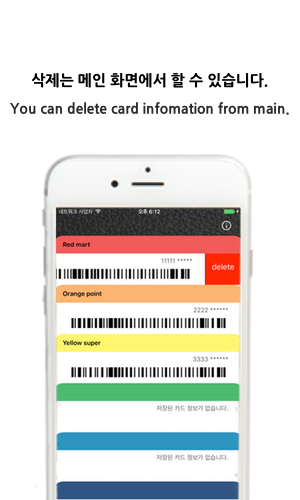 삭제는 메인 화면에서 할 수 있습니다.
You can delete card infomation from main.
네트워크 사업자 오후 6:12
Red mart
11111 *****
delete
Orange point
2222 ******
Yellow super
3333 ******
저장된 카드 정보가 없습니다.
저장된 카드 정보가 없습니다.